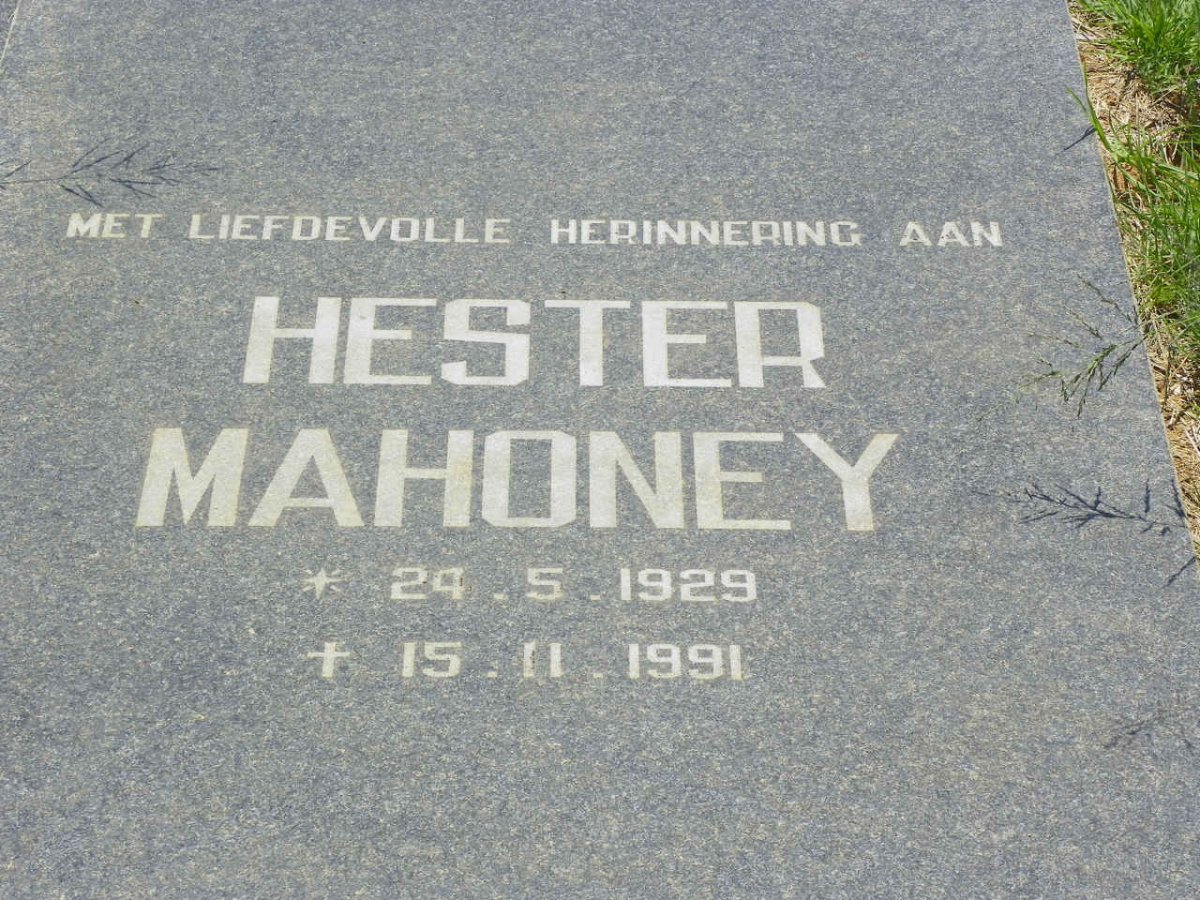 MET LIEFDEVOLLE HERINNERING AAN
HESTER
MAHONEY
* 24.5.1929
† 15.11.1991